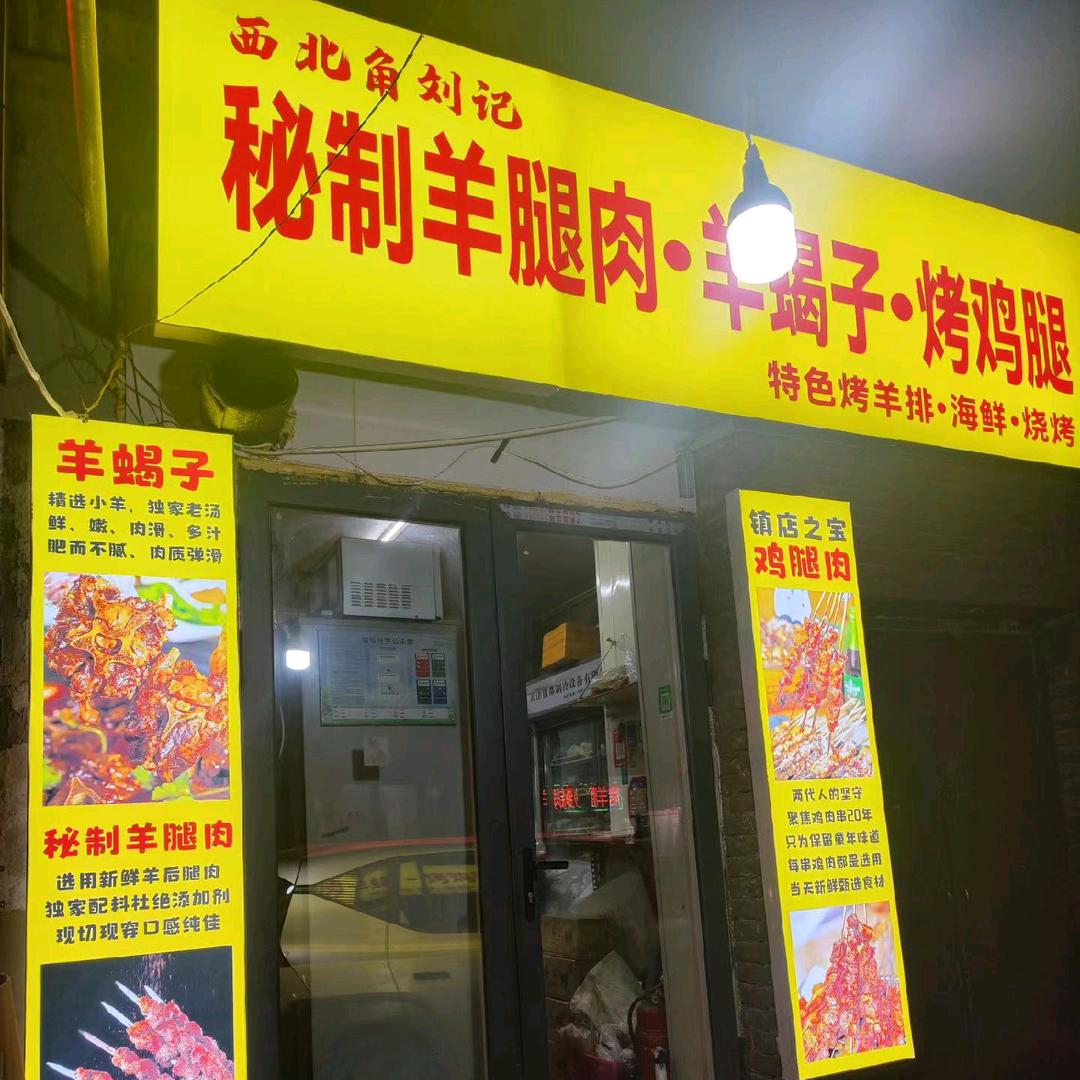 西北角刘记
秘制羊腿肉·羊蝎子·烤鸡腿
特色烤羊排·海鲜·烧烤
羊蝎子
精选小羊、独家老汤
鲜、嫩、肉滑、多汁
肥而不腻、肉质弹滑
秘制羊腿肉
选用新鲜羊后腿肉
独家配料杜绝添加剂
现切现穿口感纯佳
镇店之宝
鸡腿肉
两代人的坚守
聚焦鸡肉串20年
只为保留童年味道
每串鸡肉都是选用
当天新鲜甄选食材